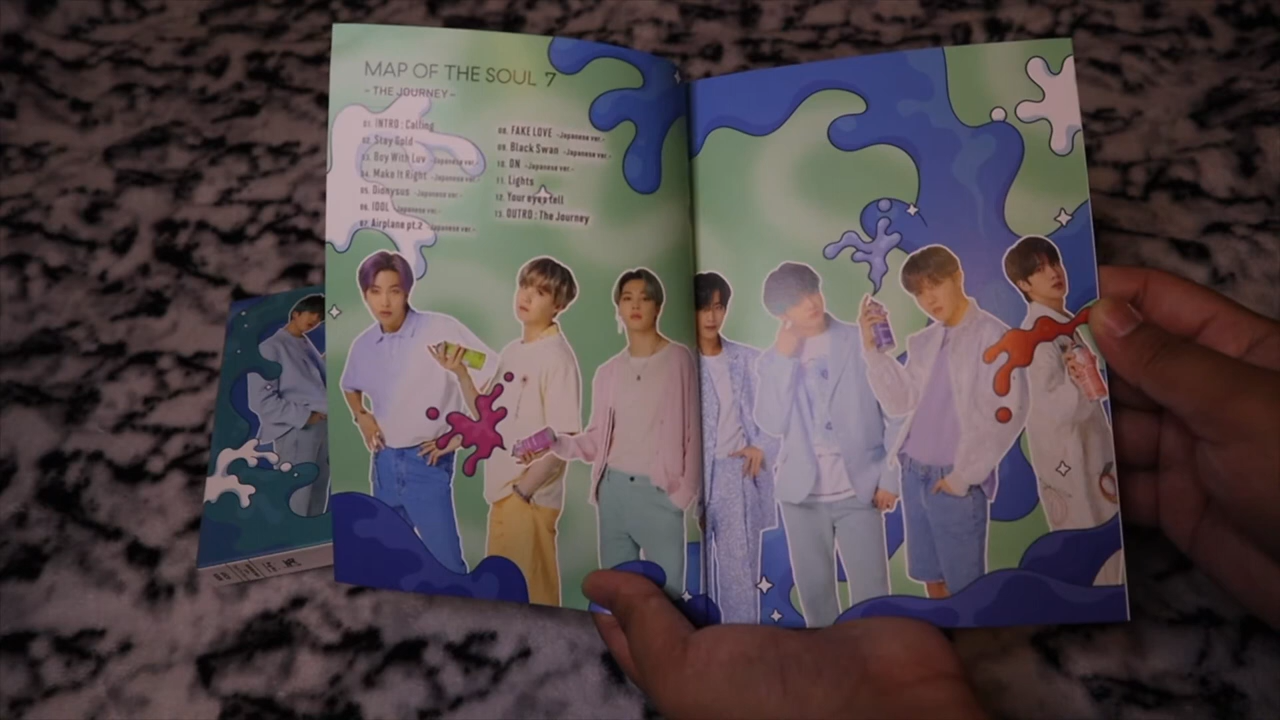 MAP OF THE SOUL 7
- THE JOURNEY -
01. INTRO : Calling
02. Stay Gold
03. Boy With Luv -Japanese ver.-
04. Make It Right -Japanese ver.-
05. Dionysus -Japanese ver.-
06. IDOL -Japanese ver.-
07. Airplane pt.2 -Japanese ver.-
08. FAKE LOVE -Japanese ver.-
09. Black Swan -Japanese ver.-
10. ON -Japanese ver.-
11. Lights
12. Your eyes tell
13. OUTRO : The Journey